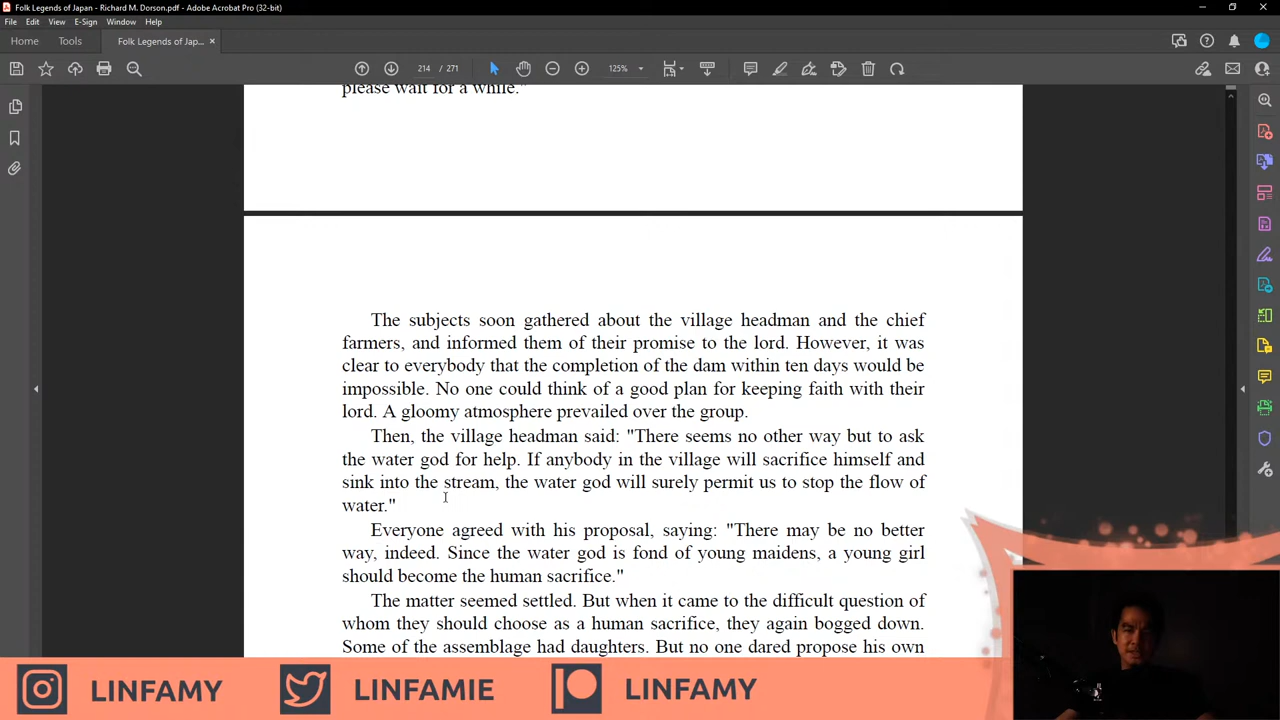 Folk Legends of Japan - Richard M. Dorson.pdf - Adobe Acrobat Pro (32-bit)
File Edit View E-Sign Window Help
Home Tools Folk Legends of Jap... ×
214 / 271 125%
please wait for a while."
The subjects soon gathered about the village headman and the chief
farmers, and informed them of their promise to the lord. However, it was
clear to everybody that the completion of the dam within ten days would be
impossible. No one could think of a good plan for keeping faith with their
lord. A gloomy atmosphere prevailed over the group.
Then, the village headman said: "There seems no other way but to ask
the water god for help. If anybody in the village will sacrifice himself and
sink into the stream, the water god will surely permit us to stop the flow of
water."
Everyone agreed with his proposal, saying: "There may be no better
way, indeed. Since the water god is fond of young maidens, a young girl
should become the human sacrifice."
The matter seemed settled. But when it came to the difficult question of
whom they should choose as a human sacrifice, they again bogged down.
Some of the assemblage had daughters. But no one dared propose his own
LINFAMY LINFAMIE LINFAMY